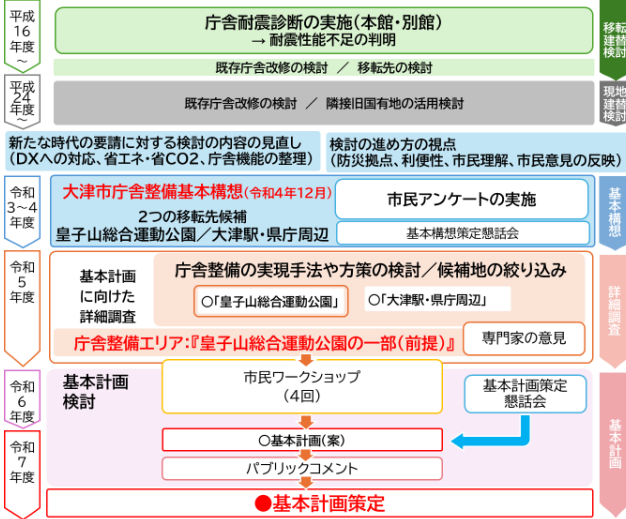 平成
16
年度
～
庁舎耐震診断の実施（本館・別館）
→ 耐震性能不足の判明
既存庁舎改修の検討 ／ 移転先の検討
移転
建替
検討
平成
24
年度
～
既存庁舎改修の検討 ／ 隣接旧国有地の活用検討
現地
建替
検討
新たな時代の要請に対する検討の内容の見直し
（DXへの対応、省エネ・省CO2、庁舎機能の整理）
検討の進め方の視点
（防災拠点、利便性、市民理解、市民意見の反映）
令和
3～4
年度
大津市庁舎整備基本構想（令和4年12月）
2つの移転先候補
皇子山総合運動公園／大津駅・県庁周辺
市民アンケートの実施
基本構想策定懇話会
基本構想
令和
5
年度
基本計画
に向けた
詳細調査
庁舎整備の実現手法や方策の検討／候補地の絞り込み
〇「皇子山総合運動公園」
〇「大津駅・県庁周辺」
庁舎整備エリア：『皇子山総合運動公園の一部（前提）』
専門家の意見
詳細調査
令和
6
年度
基本計画
検討
市民ワークショップ
（4回）
基本計画策定
懇話会
令和
7
年度
〇基本計画（案）
パブリックコメント
●基本計画策定
基本計画